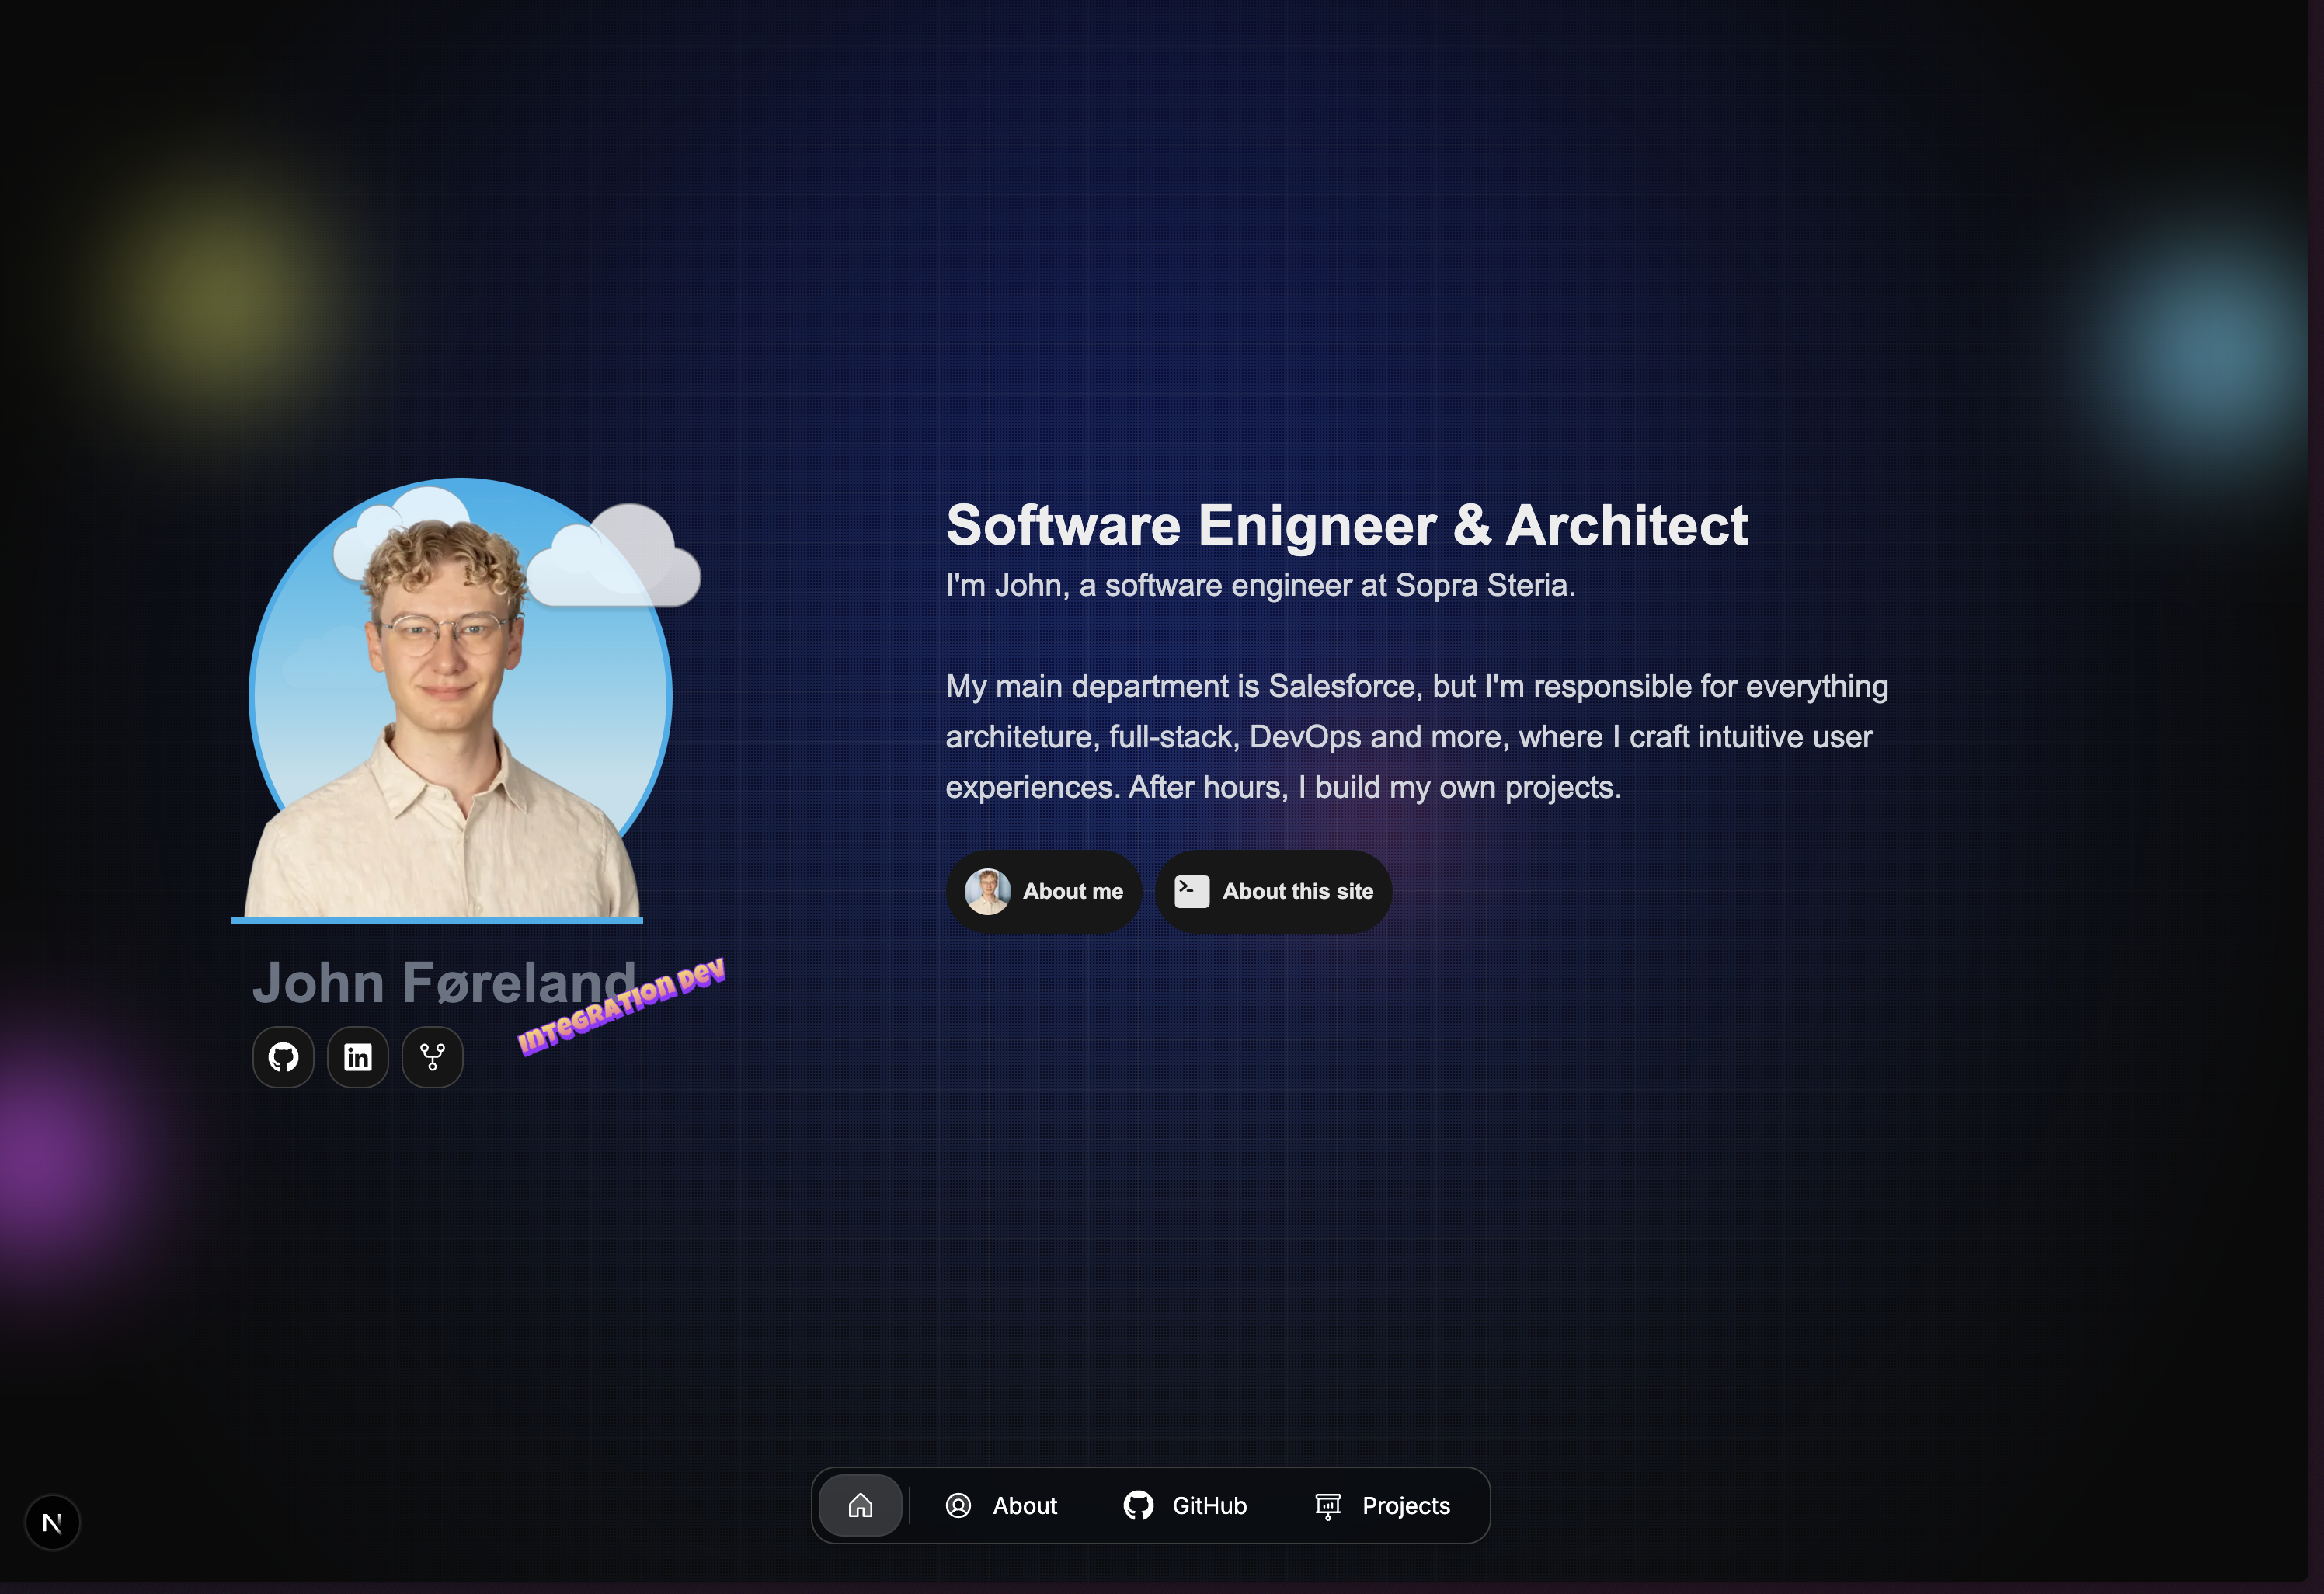 Software Enigneer & Architect
I'm John, a software engineer at Sopra Steria.
My main department is Salesforce, but I'm responsible for everything
architeture, full-stack, DevOps and more, where I craft intuitive user
experiences. After hours, I build my own projects.
About me
About this site
John Føreland
INTEGRATION DEV
in
N
About
GitHub
Projects